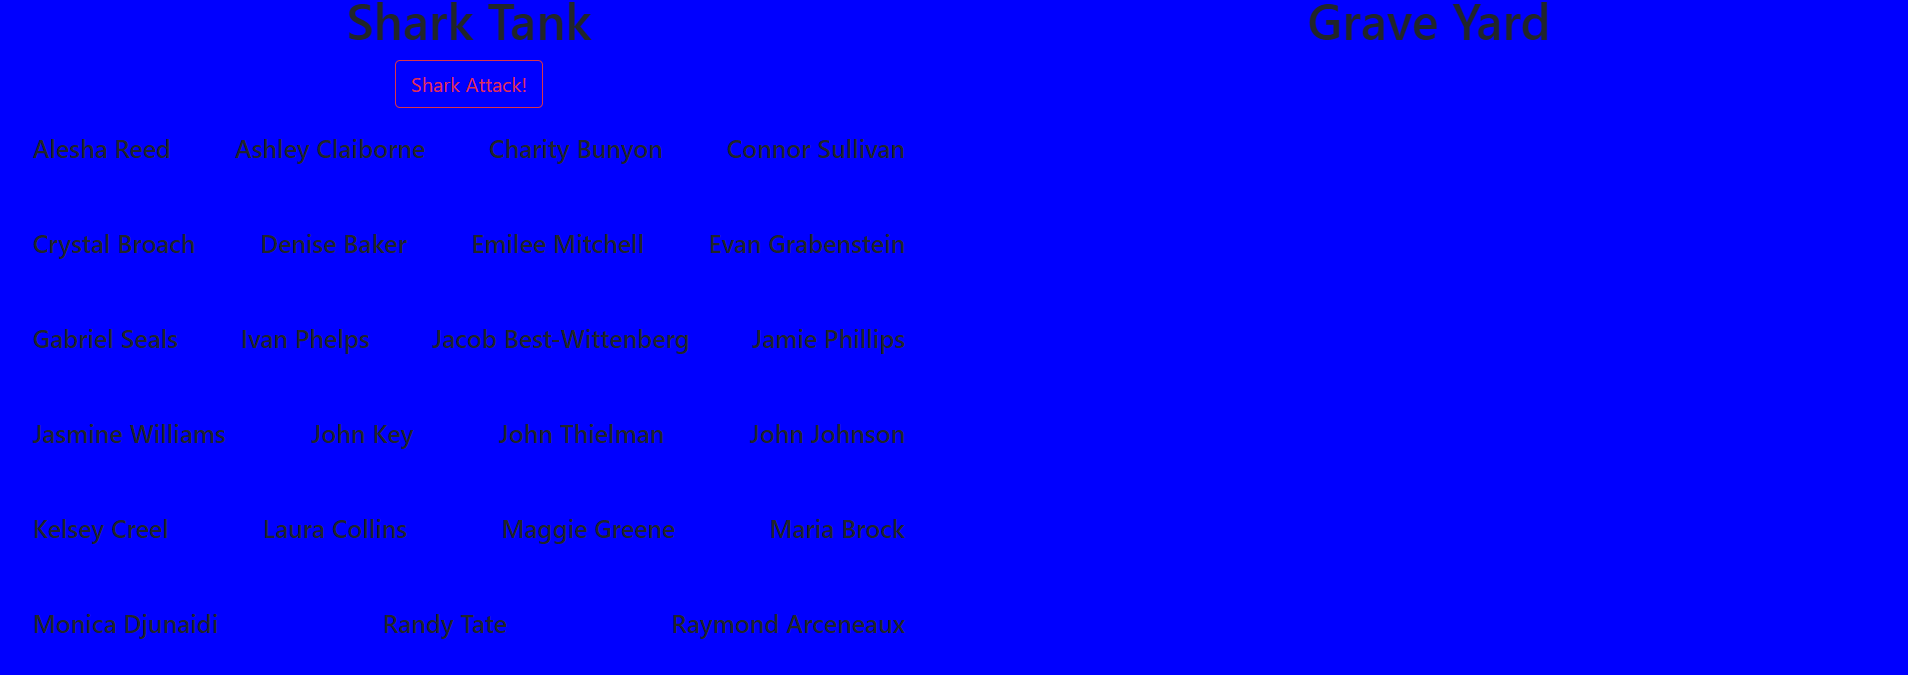 Shark Tank Grave Yard
Shark Attack!
Alesha Reed Ashley Claiborne Charity Bunyon Connor Sullivan
Crystal Broach Denise Baker Emilee Mitchell Evan Grabenstein
Gabriel Seals Ivan Phelps Jacob Best-Wittenberg Jamie Phillips
Jasmine Williams John Key John Thielman John Johnson
Kelsey Creel Laura Collins Maggie Greene Maria Brock
Monica Djunaidi Randy Tate Raymond Arceneaux